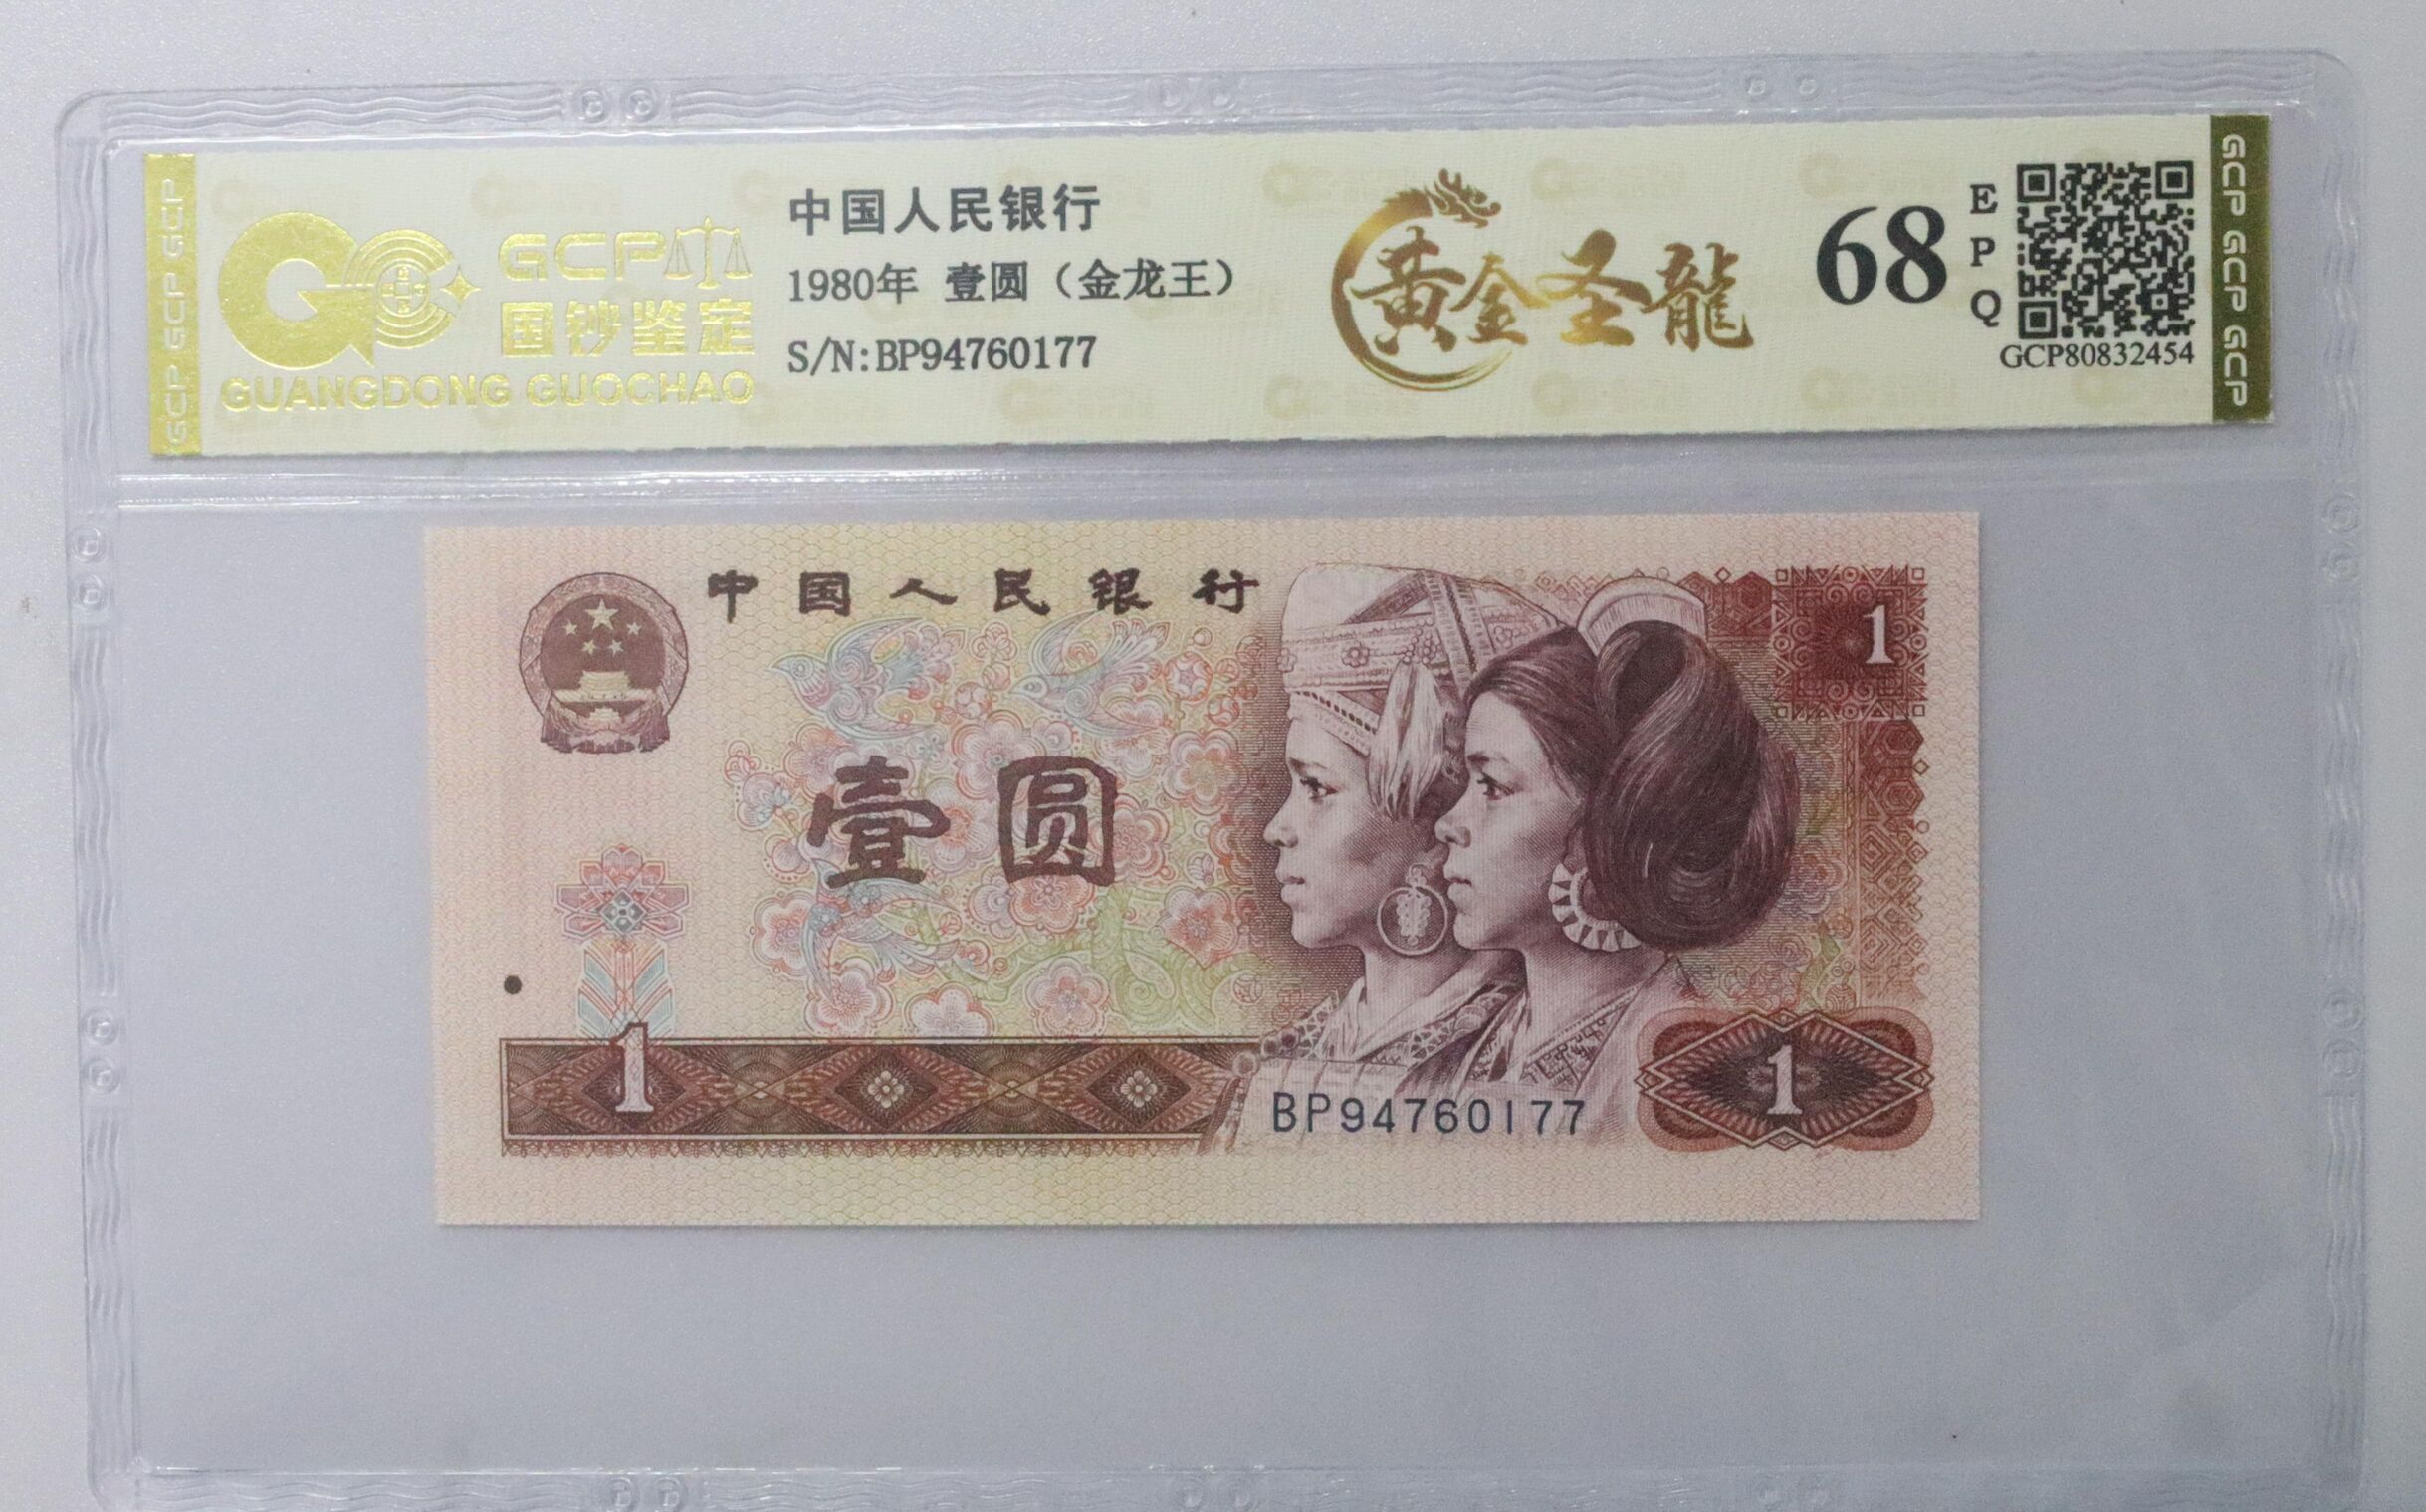 GCP
国钞鉴定
GUANGDONG GUOCHAO
中国人民银行
1980年 壹圆（金龙王）
S/N:BP94760177
黄金圣龍
68
EPQ
GCP80832454
GCP GCP GCP
GCP GCP GCP
中国人民银行
1
壹圆
1
BP94760177
1